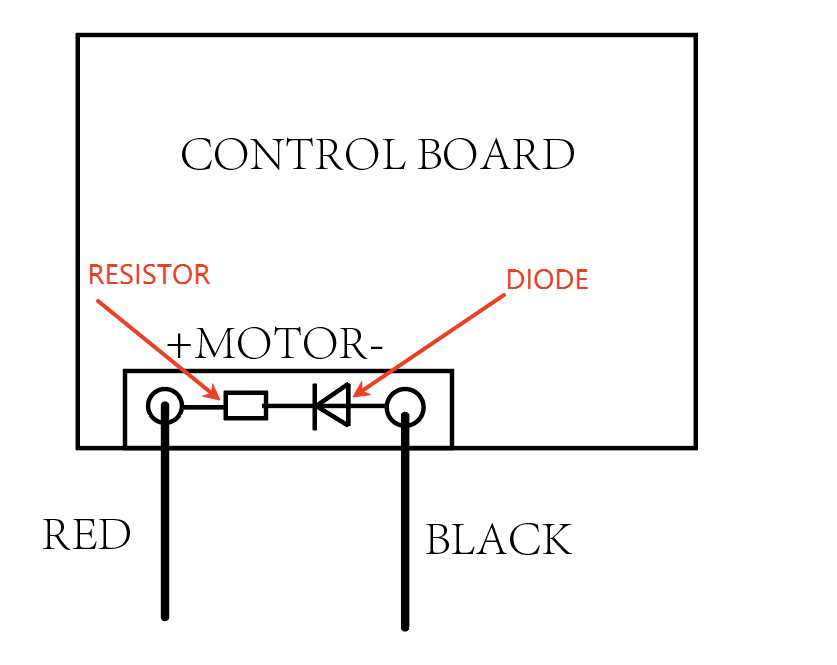 CONTROL BOARD
RESISTOR
DIODE
+MOTOR-
RED
BLACK